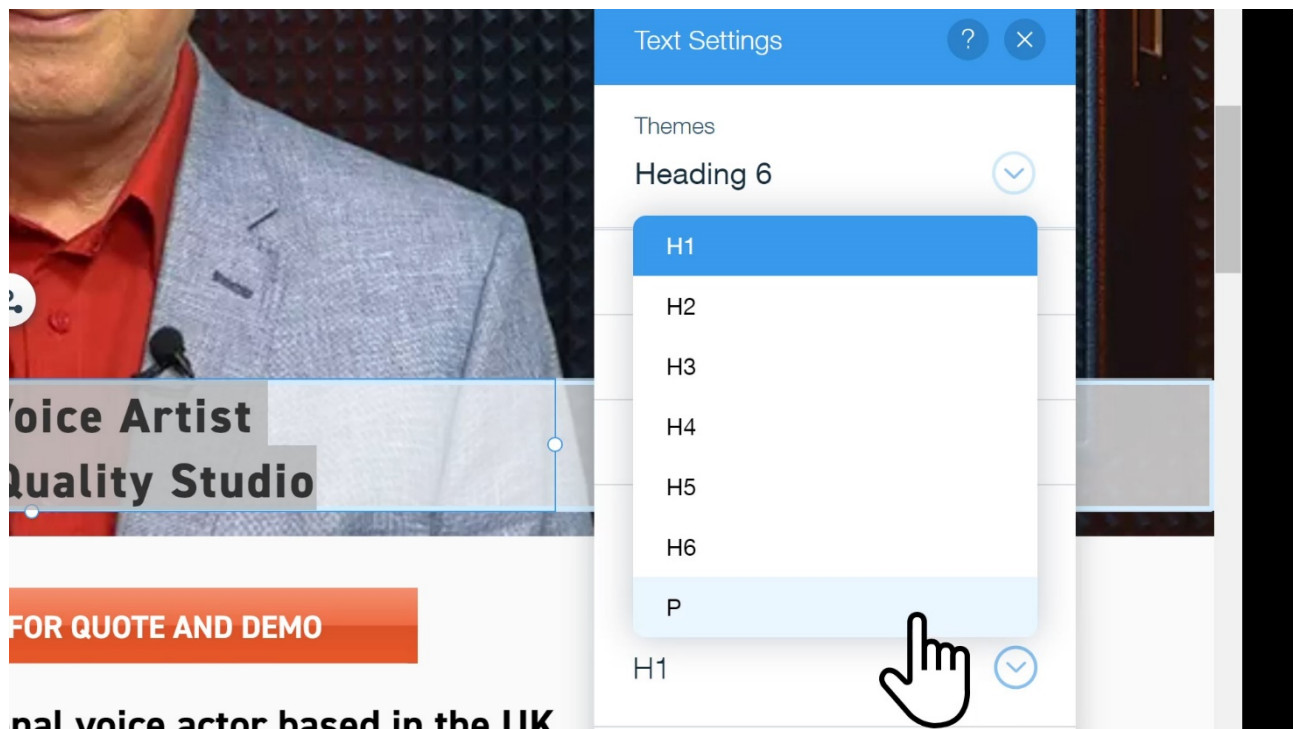 Text Settings
?
Themes
Heading 6
H1
H2
H3
H4
H5
H6
P
H1
oice Artist
Quality Studio
FOR QUOTE AND DEMO
nal voice actor based in the UK